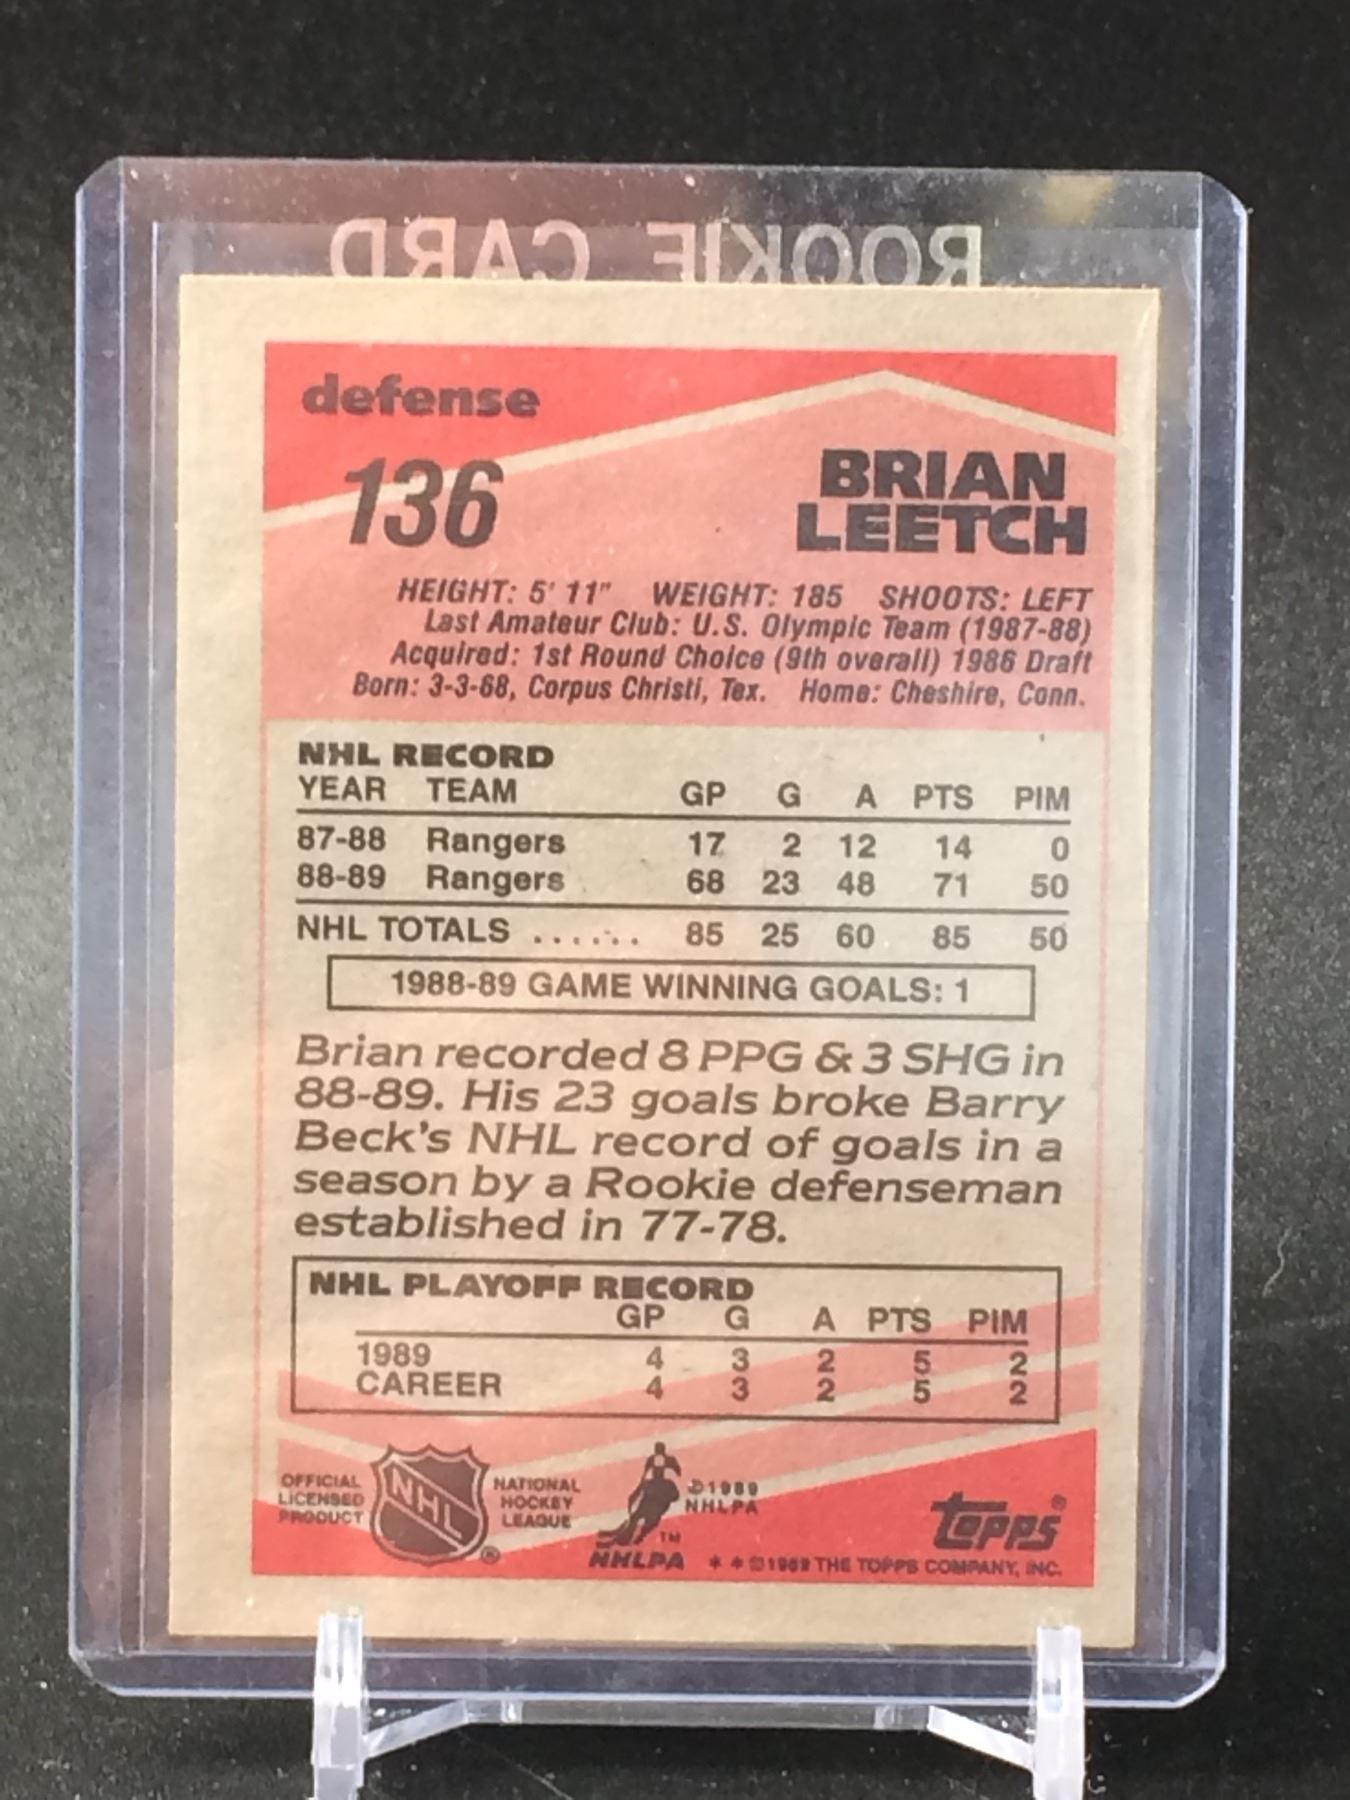 ROOKIE CARD
defense
136
BRIAN
LEETCH
HEIGHT: 5' 11" WEIGHT: 185 SHOOTS: LEFT
Last Amateur Club: U.S. Olympic Team (1987-88)
Acquired: 1st Round Choice (9th overall) 1986 Draft
Born: 3-3-68, Corpus Christi, Tex. Home: Cheshire, Conn.
NHL RECORD
YEAR TEAM GP G A PTS PIM
87-88 Rangers 17 2 12 14 0
88-89 Rangers 68 23 48 71 50
NHL TOTALS ...... 85 25 60 85 50
1988-89 GAME WINNING GOALS: 1
Brian recorded 8 PPG & 3 SHG in
88-89. His 23 goals broke Barry
Beck's NHL record of goals in a
season by a Rookie defenseman
established in 77-78.
NHL PLAYOFF RECORD
GP G A PTS PIM
1989 4 3 2 5 2
CAREER 4 3 2 5 2
OFFICIAL
LICENSED
PRODUCT
NHL
®
NATIONAL
HOCKEY
LEAGUE
©1989
NHLPA
TM
NHLPA
topps®
* * ©1989 THE TOPPS COMPANY, INC.